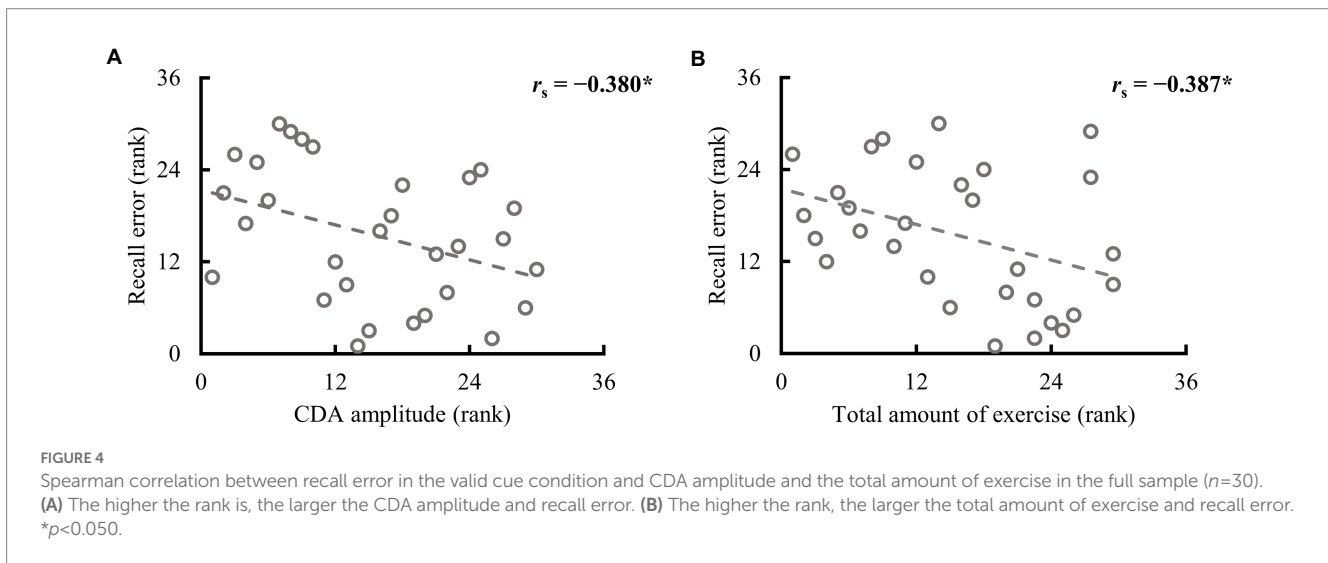 A
rs = −0.380*
36
24
12
0
Recall error (rank)
0 12 24 36
CDA amplitude (rank)
B
rs = −0.387*
36
24
12
0
Recall error (rank)
0 12 24 36
Total amount of exercise (rank)
FIGURE 4
Spearman correlation between recall error in the valid cue condition and CDA amplitude and the total amount of exercise in the full sample (n=30).
(A) The higher the rank is, the larger the CDA amplitude and recall error. (B) The higher the rank, the larger the total amount of exercise and recall error.
*p<0.050.